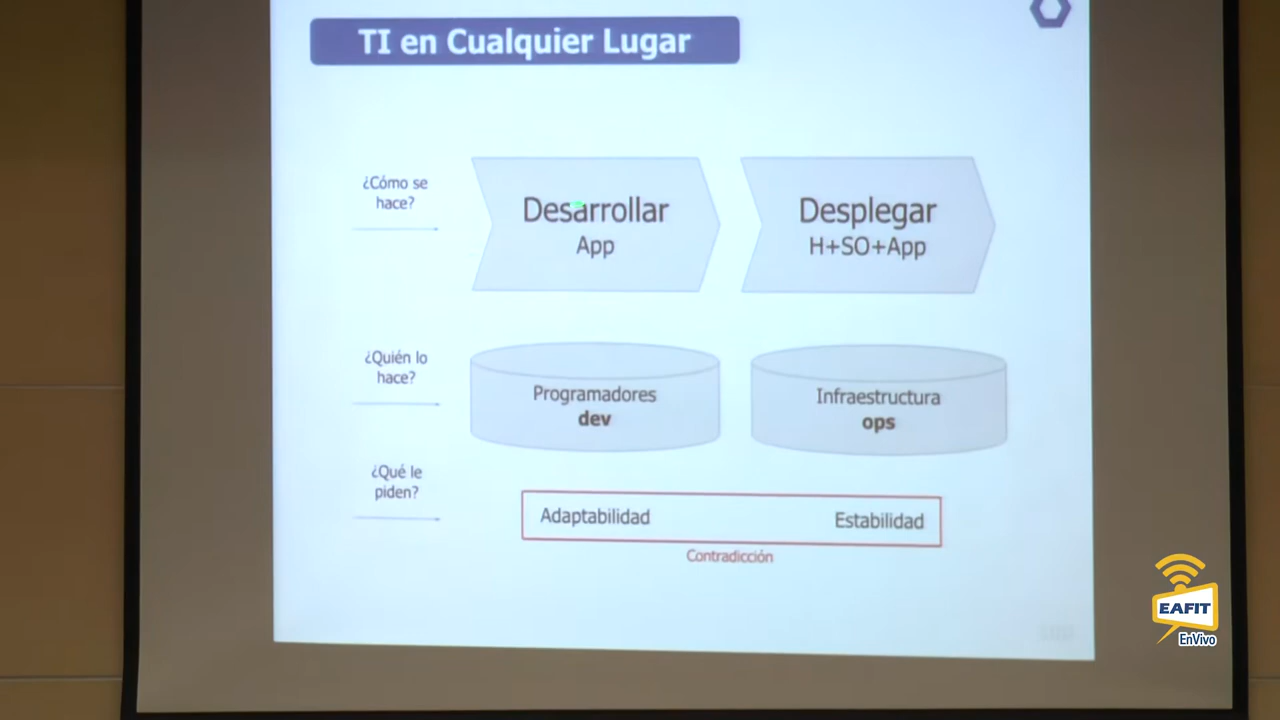 TI en Cualquier Lugar
¿Cómo se
hace?
Desarrollar
App
Desplegar
H+SO+App
¿Quién lo
hace?
Programadores
dev
Infraestructura
ops
¿Qué le
piden?
Adaptabilidad
Estabilidad
Contradicción
EAFIT
EnVivo